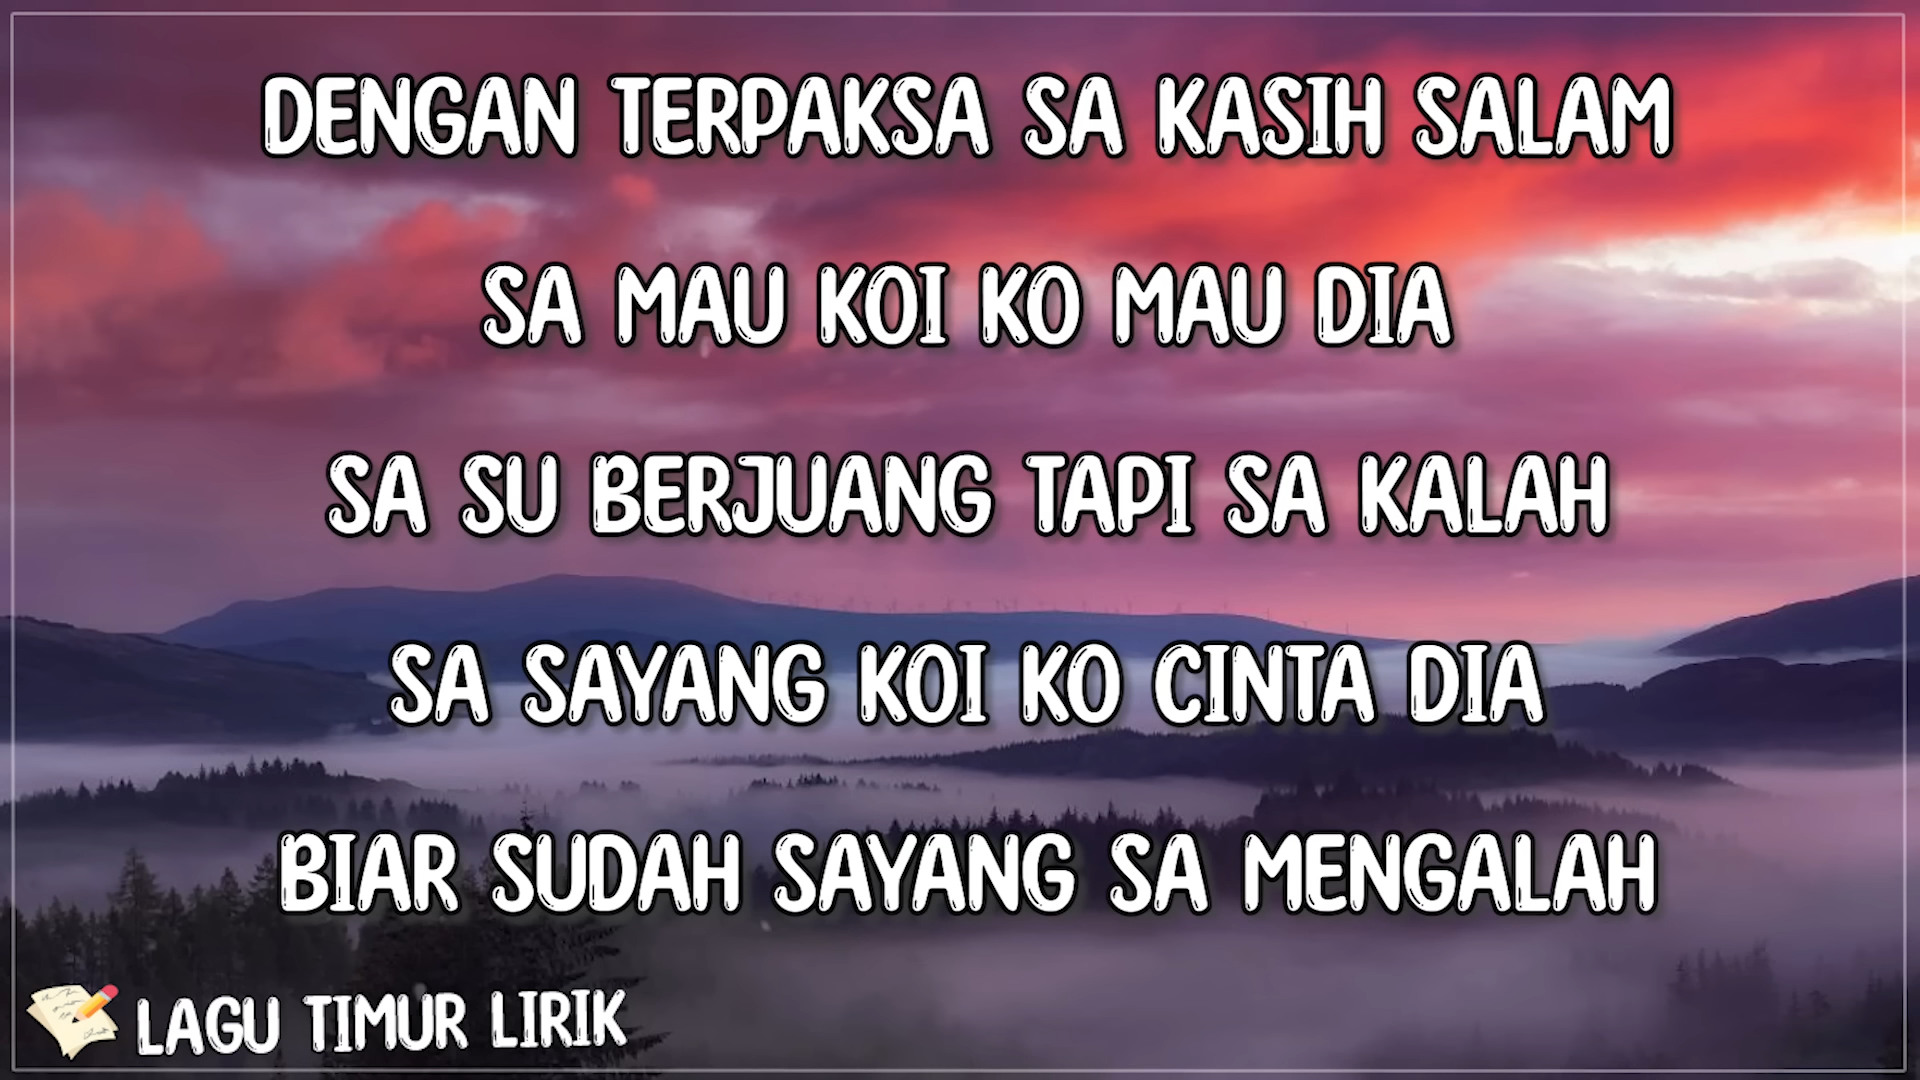 DENGAN TERPAKSA SA KASIH SALAM
SA MAU KOI KO MAU DIA
SA SU BERJUANG TAPI SA KALAH
SA SAYANG KOI KO CINTA DIA
BIAR SUDAH SAYANG SA MENGALAH
LAGU TIMUR LIRIK